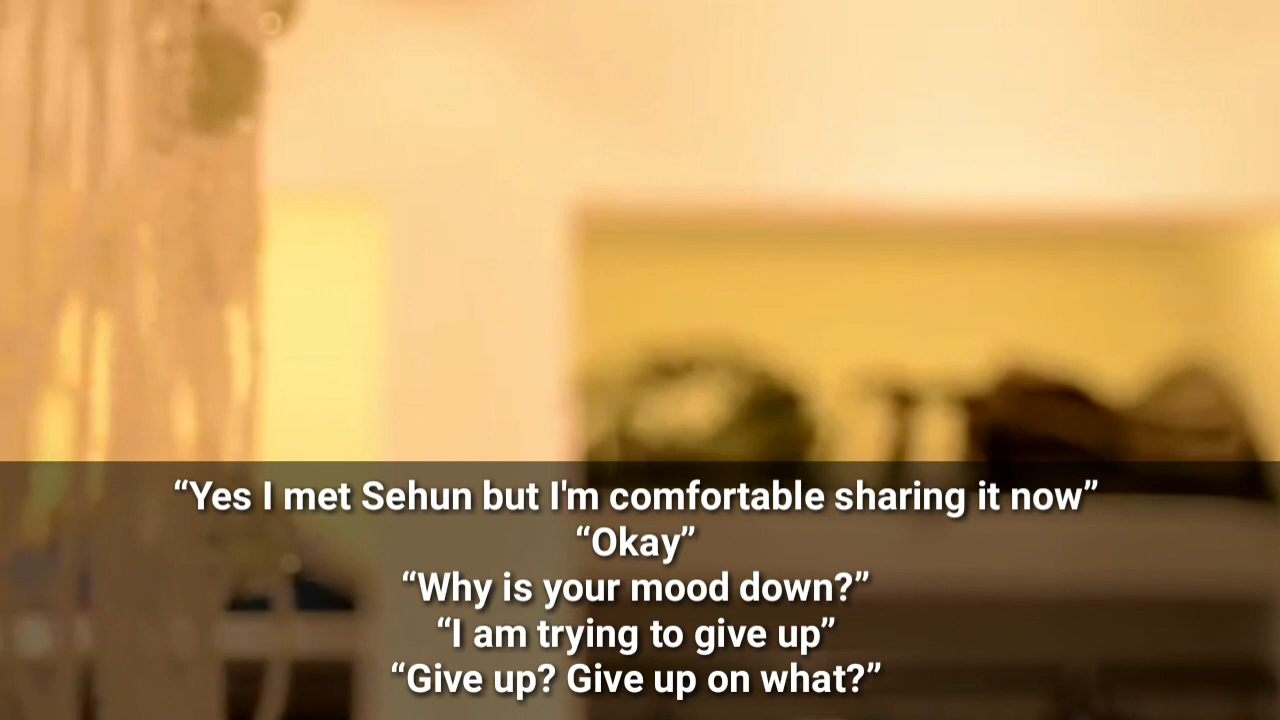 “Yes I met Sehun but I'm comfortable sharing it now”
“Okay”
“Why is your mood down?”
“I am trying to give up”
“Give up? Give up on what?”